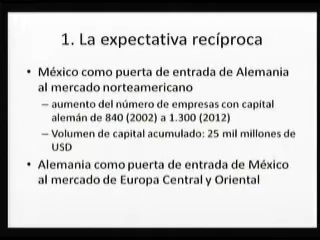 1. La expectativa recíproca
• México como puerta de entrada de Alemania
al mercado norteamericano
– aumento del número de empresas con capital
alemán de 840 (2002) a 1.300 (2012)
– Volumen de capital acumulado: 25 mil millones de
USD
• Alemania como puerta de entrada de México
al mercado de Europa Central y Oriental